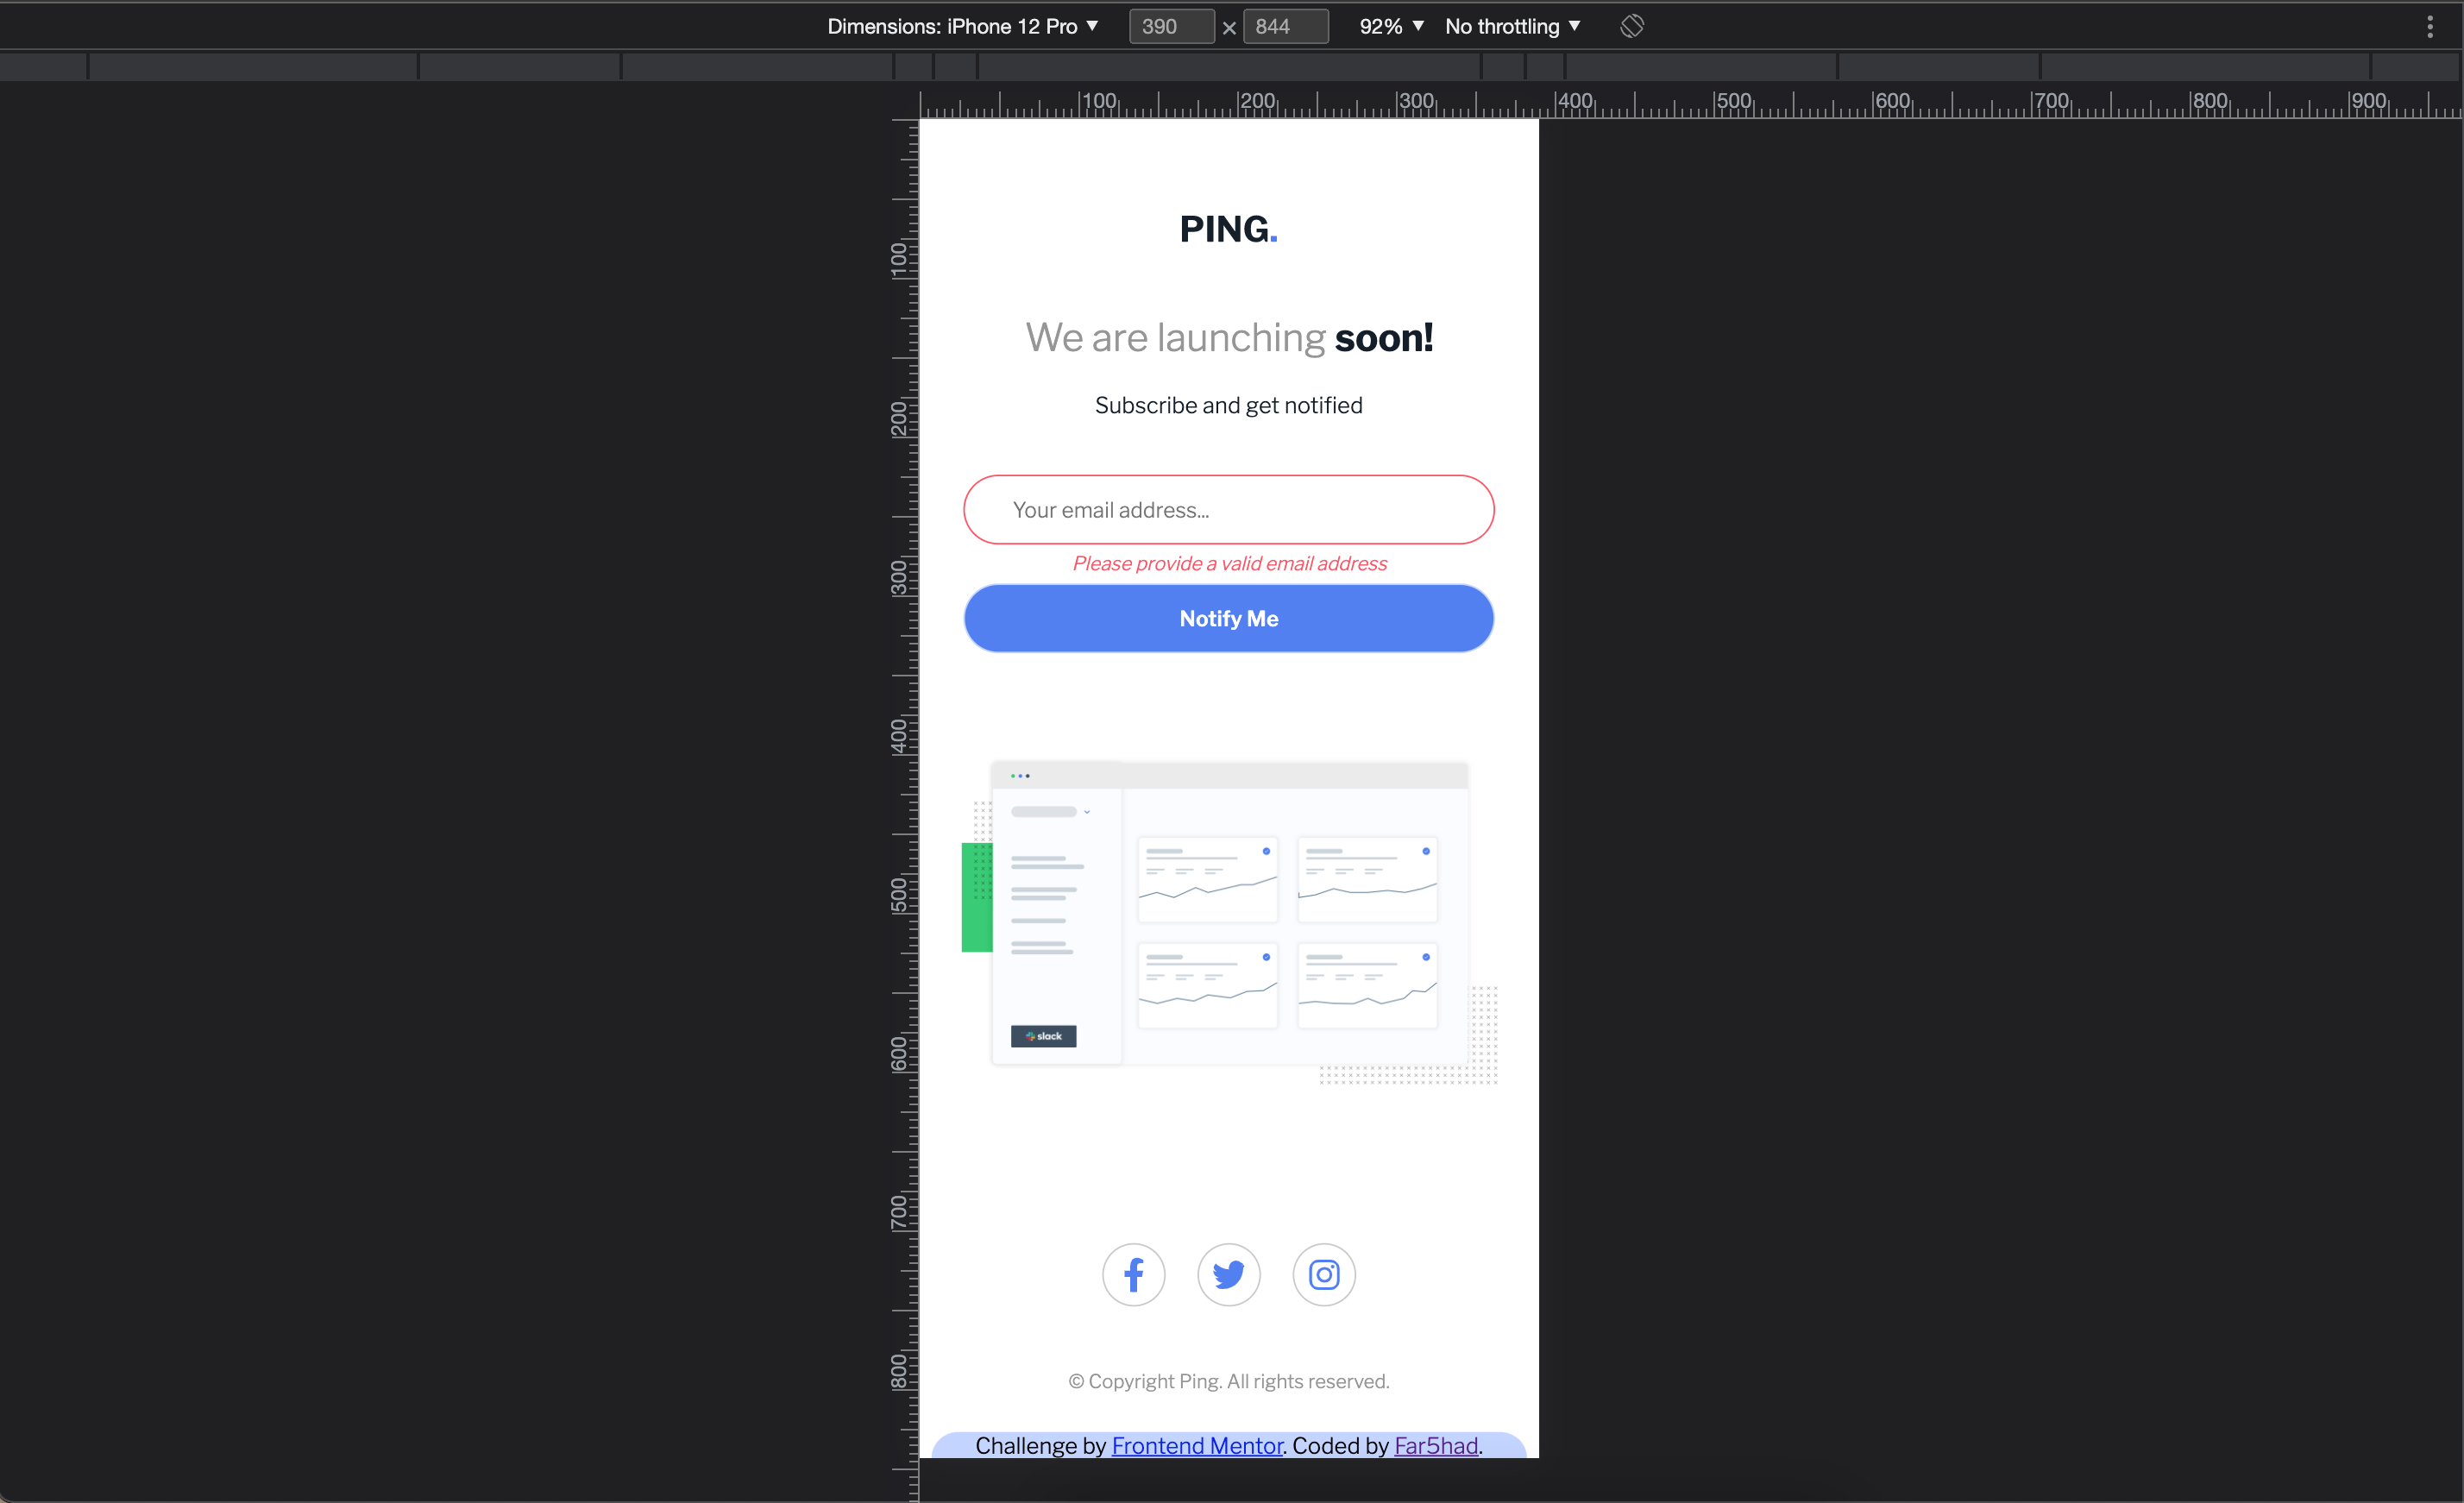 Dimensions: iPhone 12 Pro ▼ 390 × 844 92% ▼ No throttling ▼
100 200 300 400 500 600 700 800 900
100
200
300
400
500
600
700
800
PING.
We are launching soon!
Subscribe and get notified
Your email address...
Please provide a valid email address
Notify Me
slack
© Copyright Ping. All rights reserved.
Challenge by Frontend Mentor. Coded by Far5had.